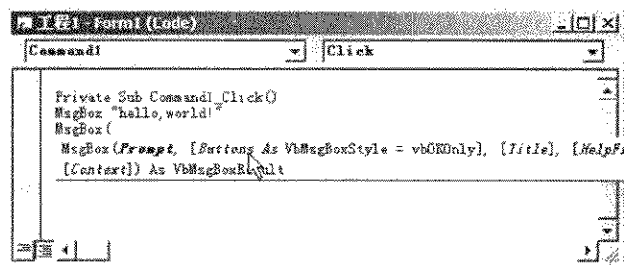 工程1 - Form1 (Code)
Command1 Click
Private Sub Command1_Click()
MsgBox "hallo,world!"
MsgBox(
MsgBox(Prompt, [Buttons As VbMsgBoxStyle = vbOKOnly], [Title], [HelpFi
[Context]) As VbMsgBoxResult